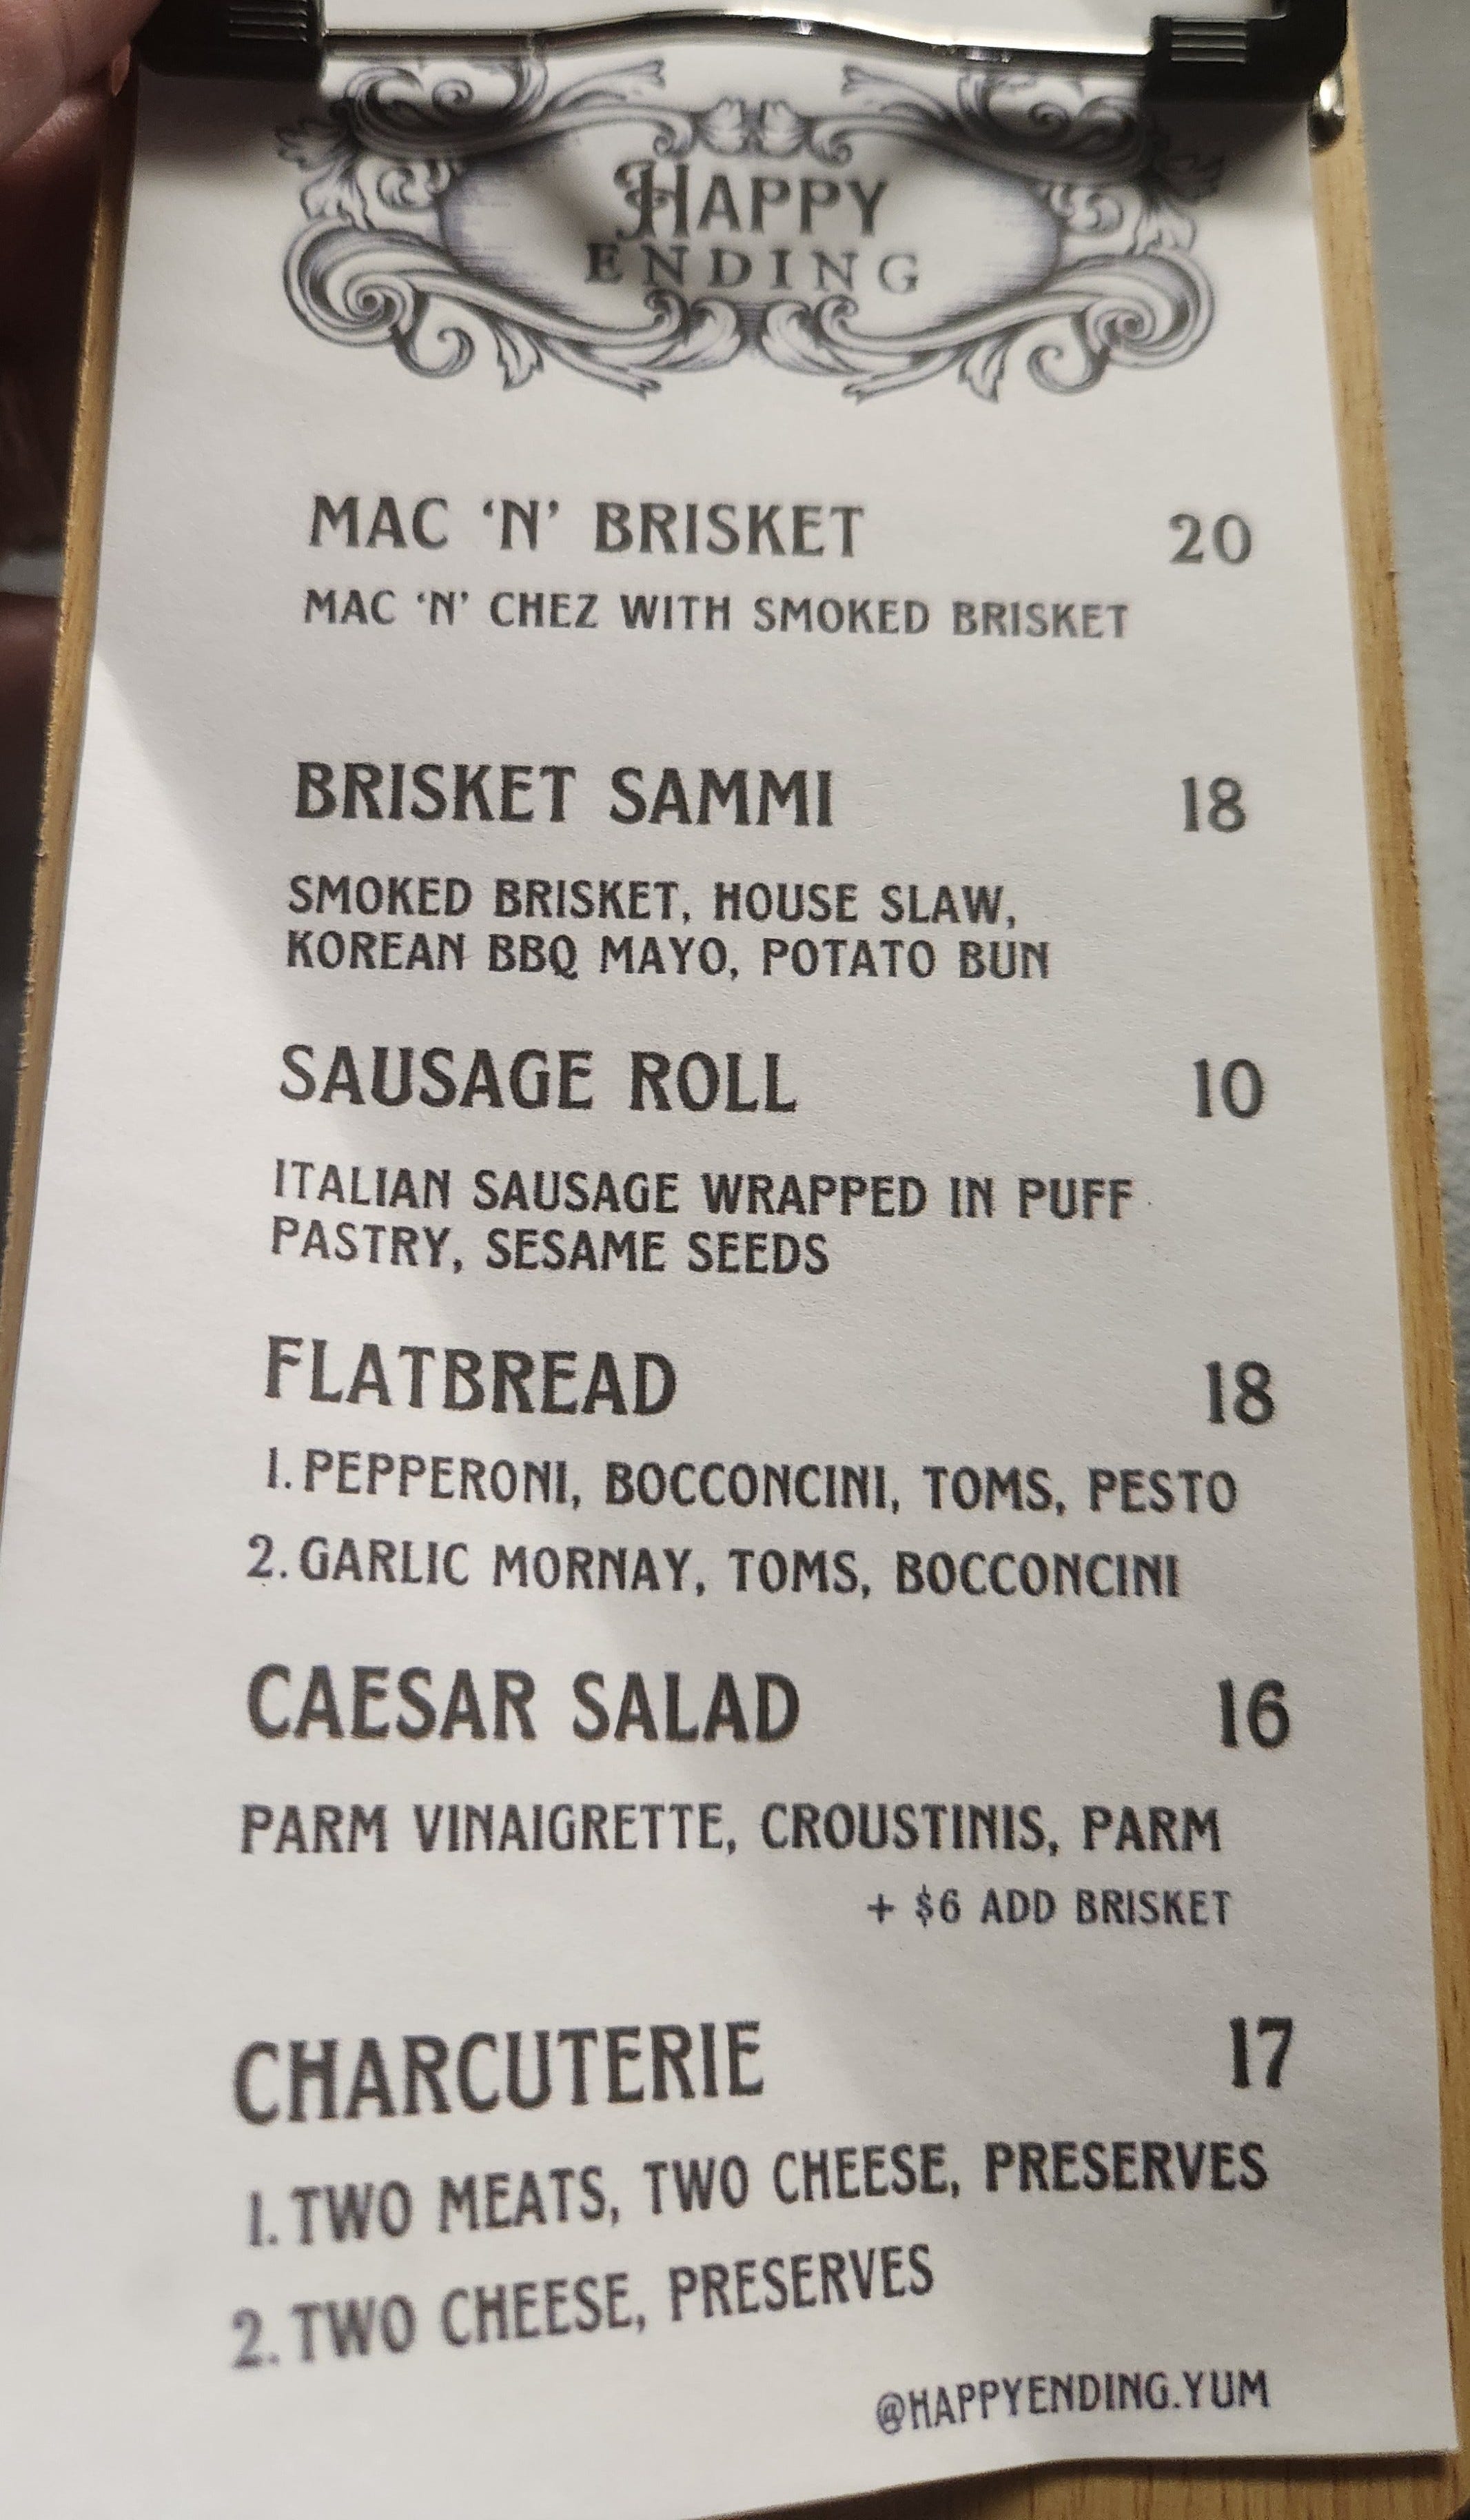 HAPPY
ENDING
MAC ‘N’ BRISKET 20
MAC ‘N’ CHEZ WITH SMOKED BRISKET
BRISKET SAMMI 18
SMOKED BRISKET, HOUSE SLAW,
KOREAN BBQ MAYO, POTATO BUN
SAUSAGE ROLL 10
ITALIAN SAUSAGE WRAPPED IN PUFF
PASTRY, SESAME SEEDS
FLATBREAD 18
1. PEPPERONI, BOCCONCINI, TOMS, PESTO
2. GARLIC MORNAY, TOMS, BOCCONCINI
CAESAR SALAD 16
PARM VINAIGRETTE, CROUSTINIS, PARM
+ $6 ADD BRISKET
CHARCUTERIE 17
1. TWO MEATS, TWO CHEESE, PRESERVES
2. TWO CHEESE, PRESERVES
@HAPPYENDING.YUM